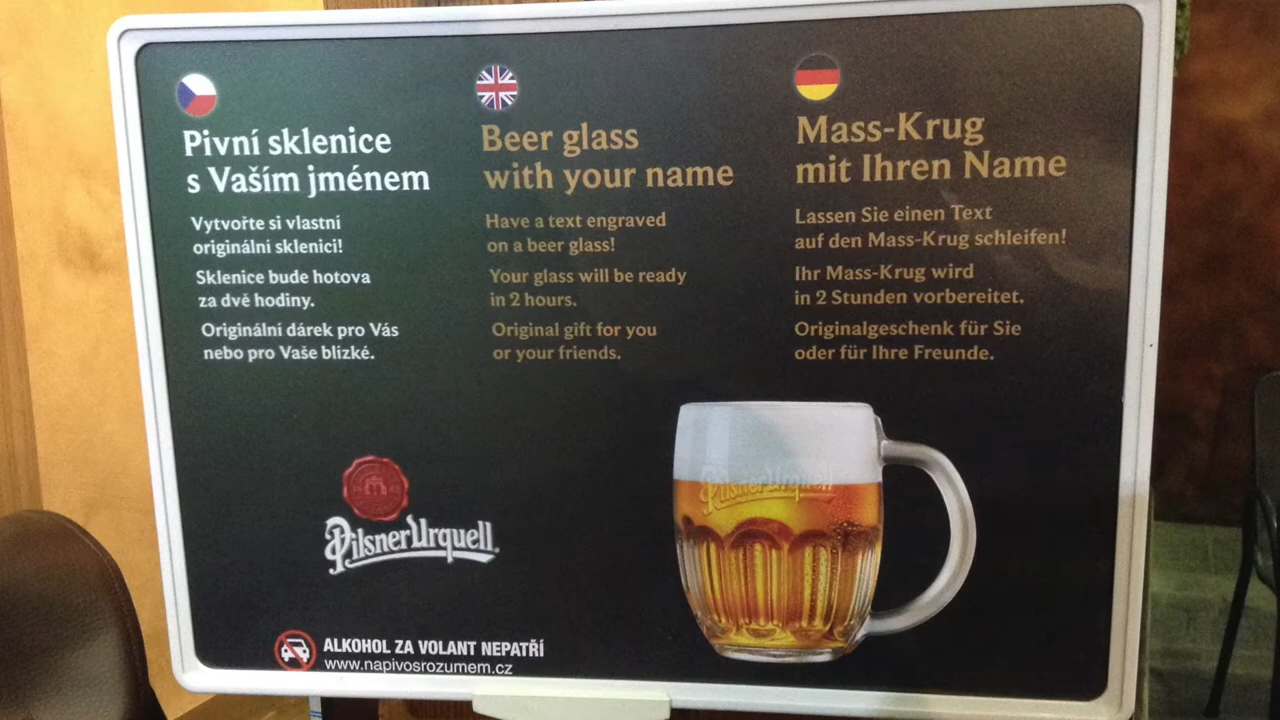 Pivní sklenice
s Vaším jménem
Vytvořte si vlastní
originální sklenici!
Sklenice bude hotova
za dvě hodiny.
Originální dárek pro Vás
nebo pro Vaše blízké.
Beer glass
with your name
Have a text engraved
on a beer glass!
Your glass will be ready
in 2 hours.
Original gift for you
or your friends.
Mass-Krug
mit Ihren Name
Lassen Sie einen Text
auf den Mass-Krug schleifen!
Ihr Mass-Krug wird
in 2 Stunden vorbereitet.
Originalgeschenk für Sie
oder für Ihre Freunde.
Pilsner Urquell
Pilsner Urquell
ALKOHOL ZA VOLANT NEPATŘÍ
www.napivosrozumem.cz